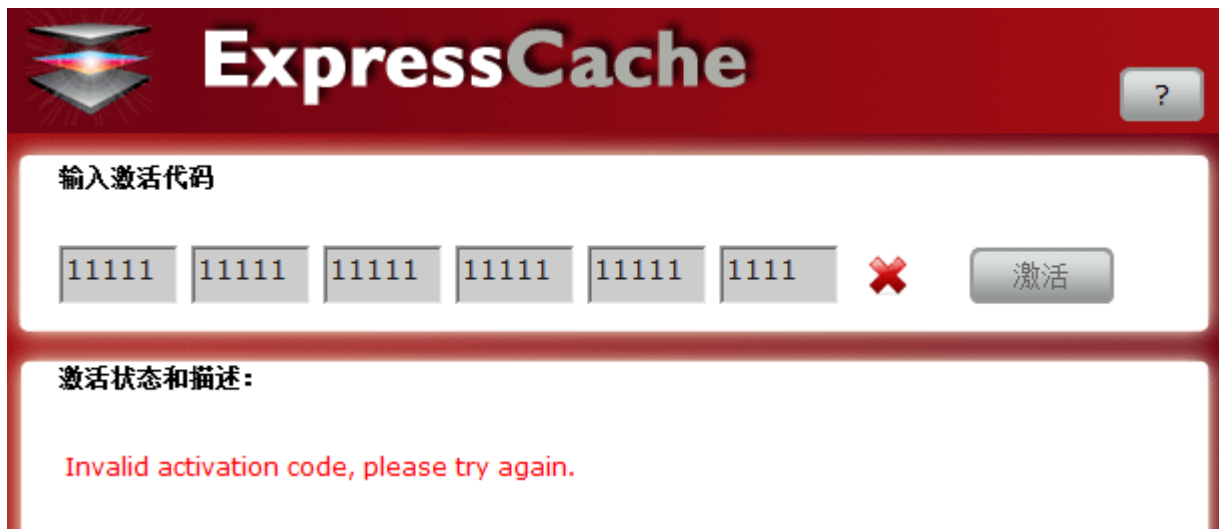 ExpressCache
?
输入激活代码
11111 11111 11111 11111 11111 1111 激活
激活状态和描述:
Invalid activation code, please try again.